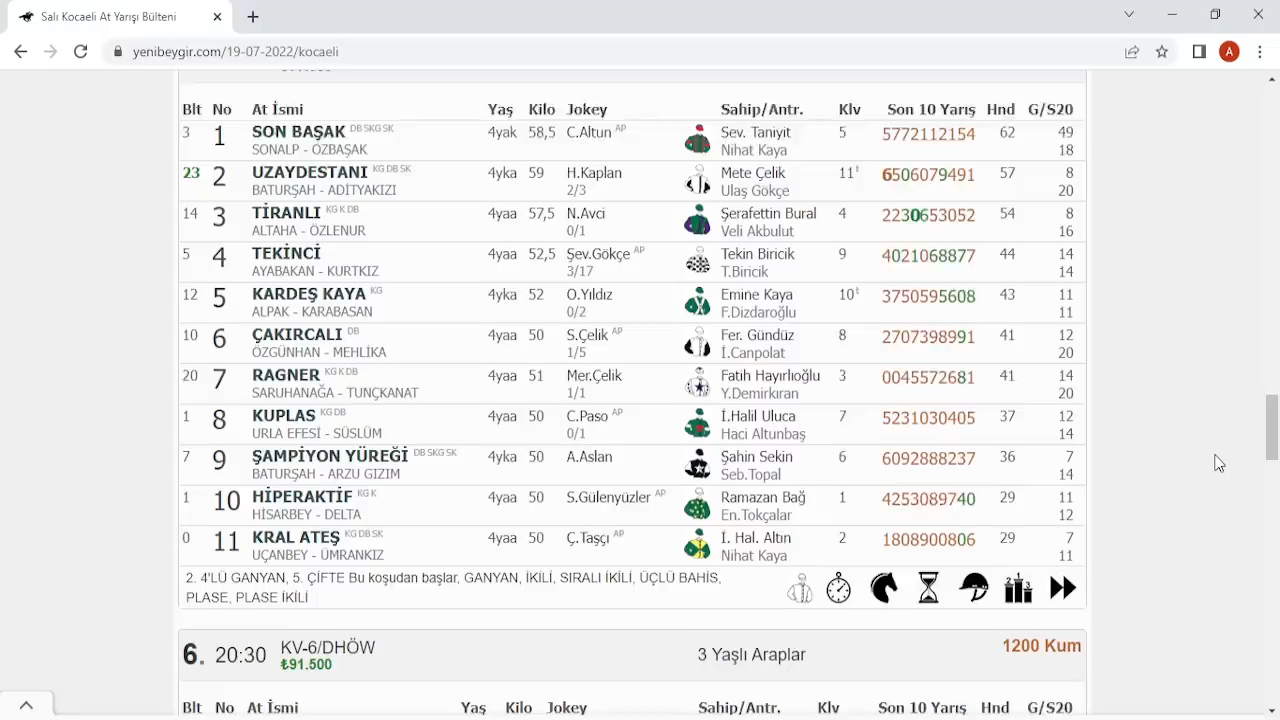 Salı Kocaeli At Yarışı Bülteni
yenibeygir.com/19-07-2022/kocaeli
A
Blt No At İsmi Yaş Kilo Jokey Sahip/Antr. Klv Son 10 Yarış Hnd G/S20
3 1 SON BAŞAK DB SKG SK 4yak 58,5 C.Altun AP Sev. Taniyit 5 5772112154 62 49
SONALP - ÖZBAŞAK Nihat Kaya 18
23 2 UZAYDESTANI KG DB SK 4yka 59 H.Kaplan Mete Çelik 11 6506079491 57 8
BATURŞAH - ADİTYAKIZI 2/3 Ulaş Gökçe 20
14 3 TİRANLI KG K DB 4yaa 57,5 N.Avci Şerafettin Bural 4 2230653052 54 8
ALTAHA - ÖZLENUR 0/1 Veli Akbulut 16
5 4 TEKİNCİ 4yaa 52,5 Şev.Gökçe AP Tekin Biricik 9 4021068877 44 14
AYABAKAN - KURTKIZ 3/17 T.Biricik 14
12 5 KARDEŞ KAYA KG 4yka 52 O.Yıldız Emine Kaya 10 3750595608 43 11
ALPAK - KARABASAN 0/2 F.Dizdaroğlu 11
10 6 ÇAKIRCALI DB 4yka 50 S.Çelik AP Fer. Gündüz 8 2707398991 41 12
ÖZGÜNHAN - MEHLİKA 1/5 İ.Canpolat 20
20 7 RAGNER KG K DB 4yaa 51 Mer.Çelik Fatih Hayırlıoğlu 3 0045572681 41 14
SARUHANAĞA - TUNÇKANAT 1/1 Y.Demirkıran 20
1 8 KUPLAS KG DB 4yaa 50 C.Paso AP İ.Halil Uluca 7 5231030405 37 12
URLA EFESİ - SÜSLÜM 0/1 Haci Altunbaş 14
7 9 ŞAMPİYON YÜREĞİ DB SKG SK 4yka 50 A.Aslan Şahin Sekin 6 6092888237 36 7
BATURŞAH - ARZU GIZIM Seb.Topal 14
1 10 HİPERAKTİF KG K 4yaa 50 S.Gülenyüzler AP Ramazan Bağ 1 4253089740 29 11
HİSARBEY - DELTA En.Tokçalar 12
0 11 KRAL ATEŞ KG DB SK 4yaa 50 Ç.Taşçı AP İ. Hal. Altın 2 1808900806 29 7
UÇANBEY - ÜMRANKIZ Nihat Kaya 11
2. 4'LÜ GANYAN, 5. ÇİFTE Bu koşudan başlar, GANYAN, İKİLİ, SIRALI İKİLİ, ÜÇLÜ BAHİS,
PLASE, PLASE İKİLİ
6. 20:30 KV-6/DHÖW 3 Yaşlı Araplar 1200 Kum
₺91.500
Blt No At İsmi Yaş Kilo Jokey Sahip/Antr. Klv Son 10 Yarış Hnd G/S20